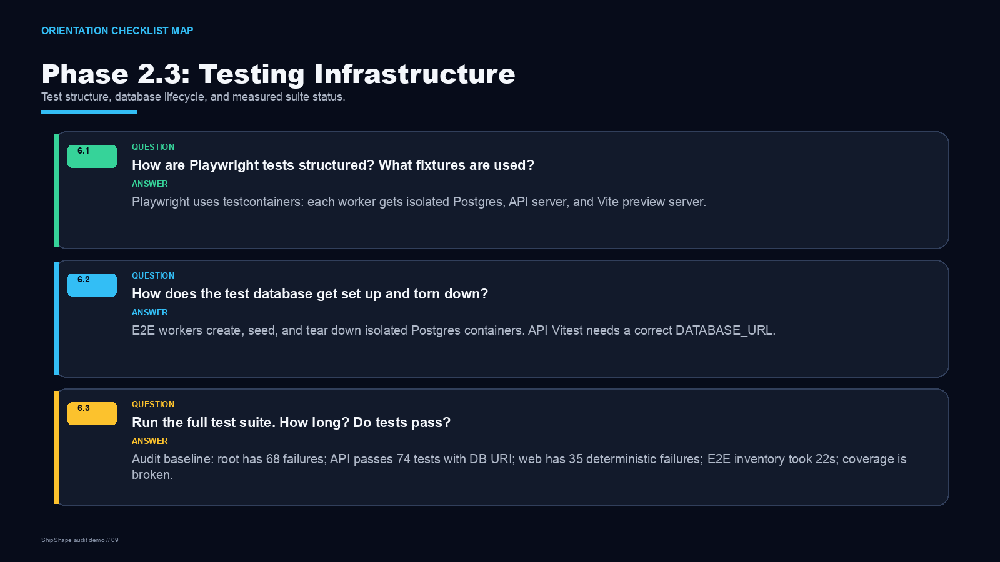 ORIENTATION CHECKLIST MAP
Phase 2.3: Testing Infrastructure
Test structure, database lifecycle, and measured suite status.
6.1
QUESTION
How are Playwright tests structured? What fixtures are used?
ANSWER
Playwright uses testcontainers: each worker gets isolated Postgres, API server, and Vite preview server.
6.2
QUESTION
How does the test database get set up and torn down?
ANSWER
E2E workers create, seed, and tear down isolated Postgres containers. API Vitest needs a correct DATABASE_URL.
6.3
QUESTION
Run the full test suite. How long? Do tests pass?
ANSWER
Audit baseline: root has 68 failures; API passes 74 tests with DB URI; web has 35 deterministic failures; E2E inventory took 22s; coverage is
broken.
ShipShape audit demo // 09